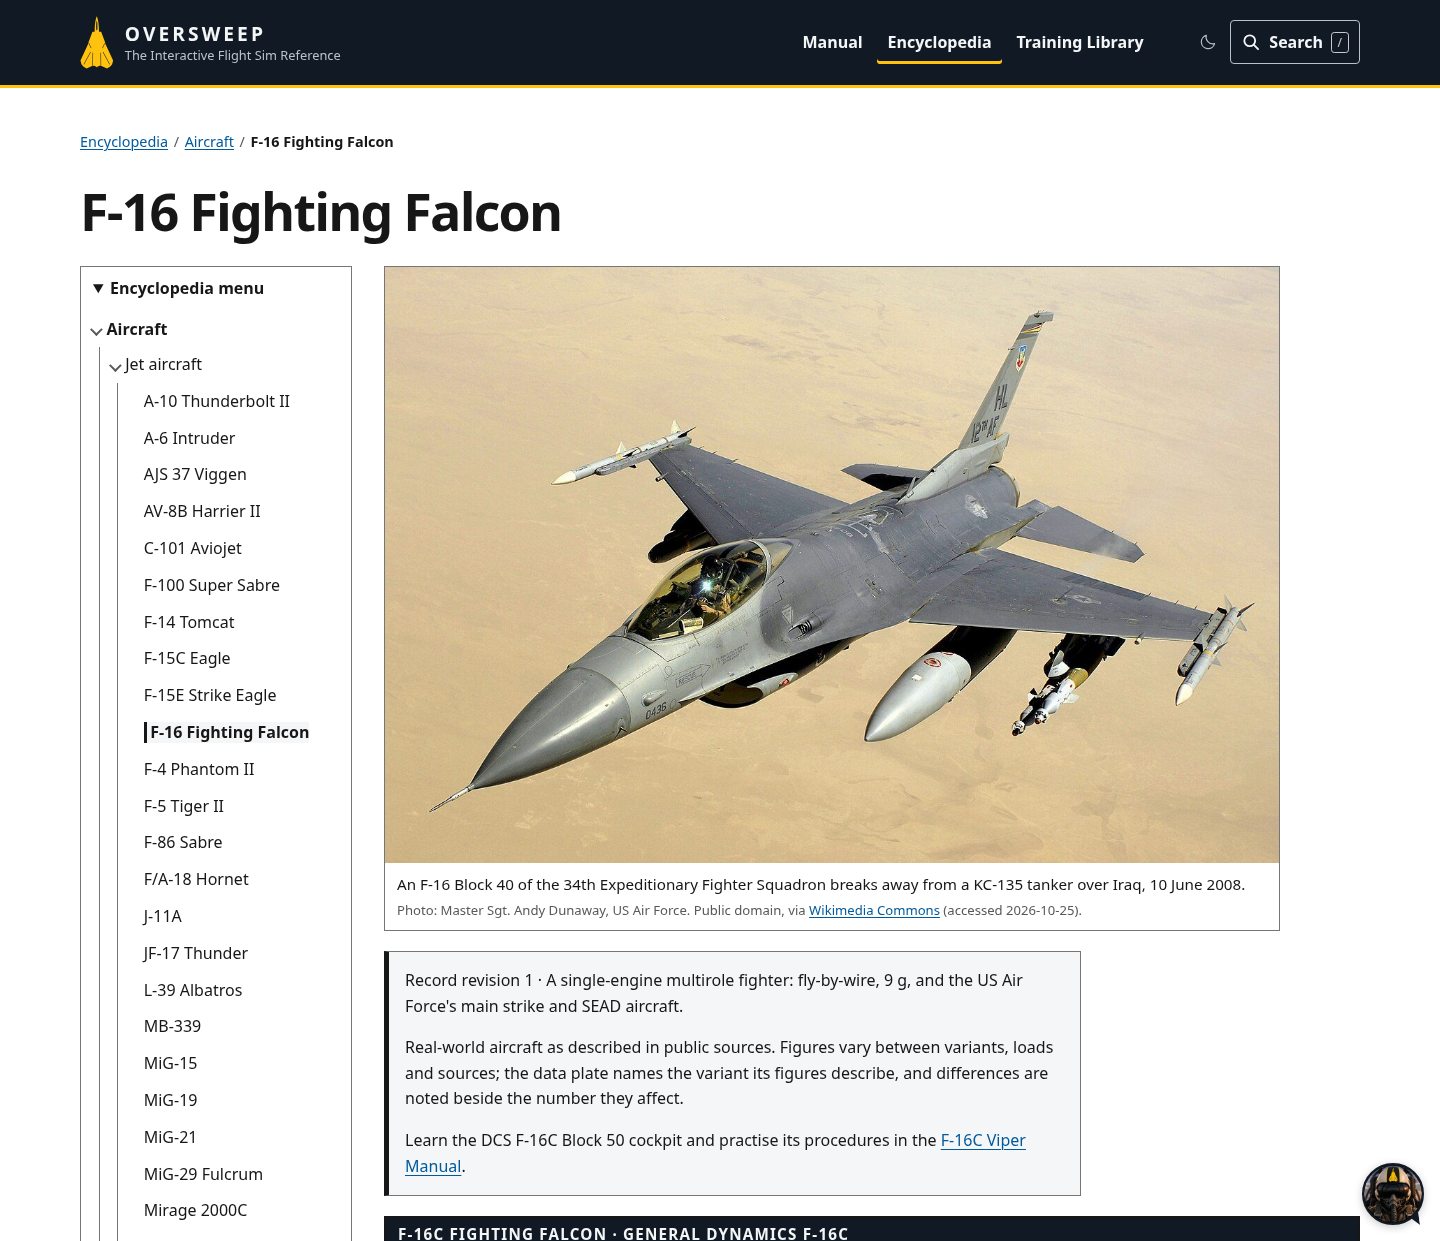 OVERSWEEP
The Interactive Flight Sim Reference
Manual
Encyclopedia
Training Library
Search /
Encyclopedia / Aircraft / F-16 Fighting Falcon
F-16 Fighting Falcon
Encyclopedia menu
Aircraft
Jet aircraft
A-10 Thunderbolt II
A-6 Intruder
AJS 37 Viggen
AV-8B Harrier II
C-101 Aviojet
F-100 Super Sabre
F-14 Tomcat
F-15C Eagle
F-15E Strike Eagle
F-16 Fighting Falcon
F-4 Phantom II
F-5 Tiger II
F-86 Sabre
F/A-18 Hornet
J-11A
JF-17 Thunder
L-39 Albatros
MB-339
MiG-15
MiG-19
MiG-21
MiG-29 Fulcrum
Mirage 2000C
HL
12TH AF
0436
An F-16 Block 40 of the 34th Expeditionary Fighter Squadron breaks away from a KC-135 tanker over Iraq, 10 June 2008.
Photo: Master Sgt. Andy Dunaway, US Air Force. Public domain, via Wikimedia Commons (accessed 2026-10-25).
Record revision 1 · A single-engine multirole fighter: fly-by-wire, 9 g, and the US Air
Force's main strike and SEAD aircraft.
Real-world aircraft as described in public sources. Figures vary between variants, loads
and sources; the data plate names the variant its figures describe, and differences are
noted beside the number they affect.
Learn the DCS F-16C Block 50 cockpit and practise its procedures in the F-16C Viper
Manual.
F-16C FIGHTING FALCON · GENERAL DYNAMICS F-16C